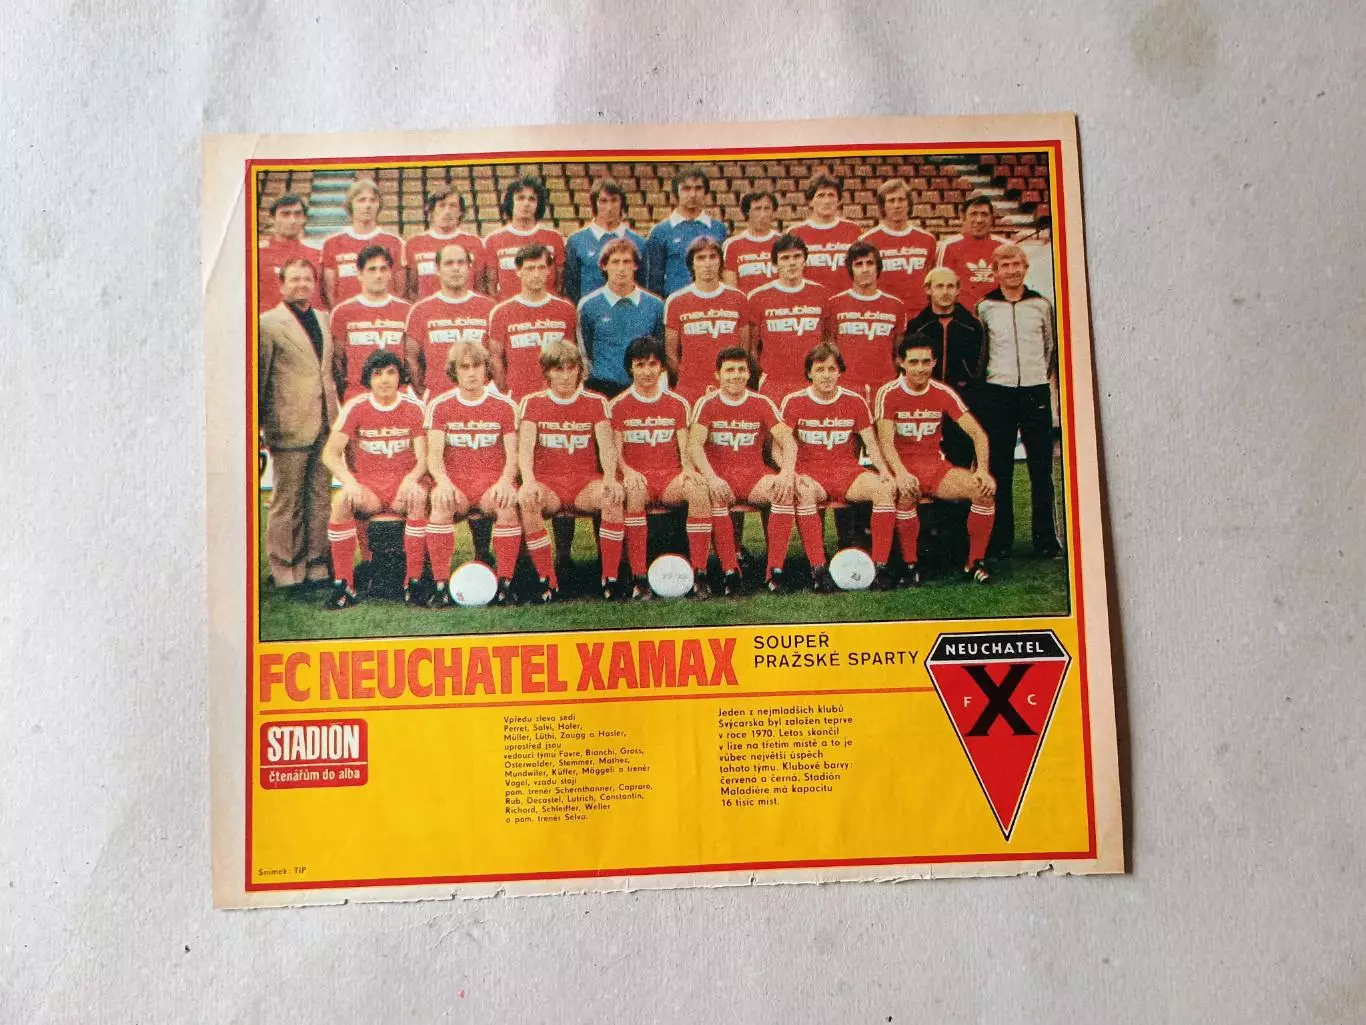 meubles meyer
adidas
FC NEUCHATEL XAMAX
SOUPEŘ
PRAŽSKÉ SPARTY
NEUCHATEL
F X C
STADIÓN
čtenářům do alba
Vpředu zleva sedí
Perret, Salvi, Hofer,
Müller, Lüthi, Zaugg a Hasler,
uprostřed jsou
vedoucí týmu Favre, Bianchi, Gross,
Osterwalder, Stemmer, Mathez,
Mundwiler, Küffer, Möggeli a trenér
Vogel, vzadu stojí
pom. trenér Schernthanner, Capraro,
Rub, Decastel, Lutrich, Constantin,
Richard, Schleiffer, Weller
a pom. trenér Selva.
Jeden z nejmladších klubů
Švýcarska byl založen teprve
v roce 1970. Letos skončil
v lize na třetím místě a to je
vůbec největší úspěch
tohoto týmu. Klubové barvy:
červená a černá. Stadión
Maladiére má kapacitu
16 tisíc míst.
Snímek: TIP